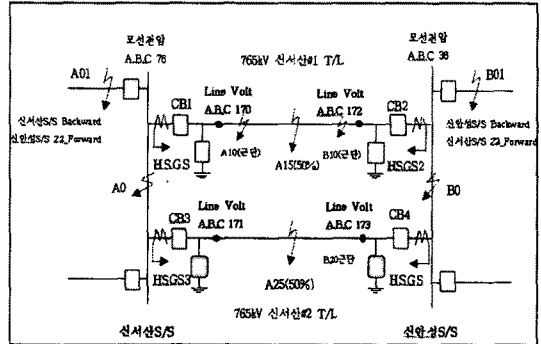 모선전압
A.B.C 76
모선전압
A.B.C 36
765kV 신서산#1 T/L
A01
B01
CB1
Line Volt
A.B.C 170
Line Volt
A.B.C 172
CB2
신서산S/S Backward
신안성S/S Z2_Forward
신안성S/S Backward
신서산S/S Z2_Forward
A10(근단)
A15(50%)
B10(근단)
H.S.G.S
H.S.G.S2
A0
B0
Line Volt
A.B.C 171
Line Volt
A.B.C 173
CB3
CB4
H.S.G.S3
A25(50%)
B20근단
H.S.G.S
765kV 신서산#2 T/L
신서산S/S
신안성S/S